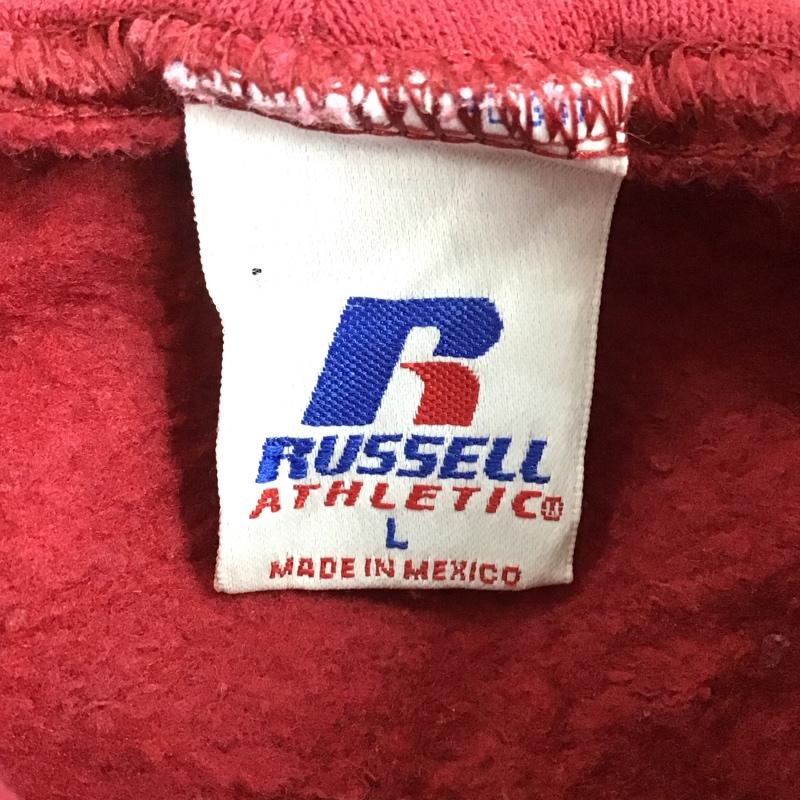 R
RUSSELL
ATHLETIC®
L
MADE IN MEXICO